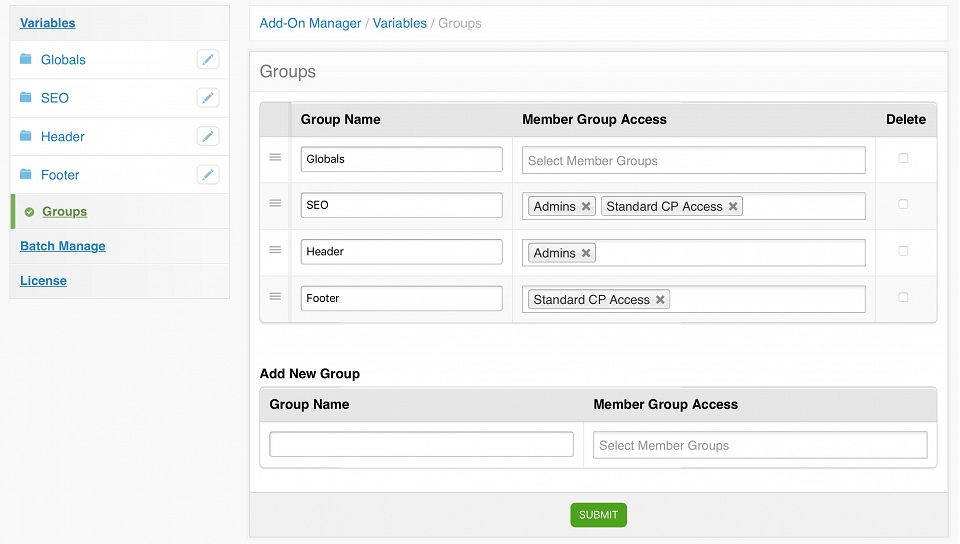 Variables
Globals
SEO
Header
Footer
Groups
Batch Manage
License
Add-On Manager / Variables / Groups
Groups
Group Name Member Group Access Delete
Globals Select Member Groups
SEO Admins Standard CP Access
Header Admins
Footer Standard CP Access
Add New Group
Group Name Member Group Access
Select Member Groups
SUBMIT